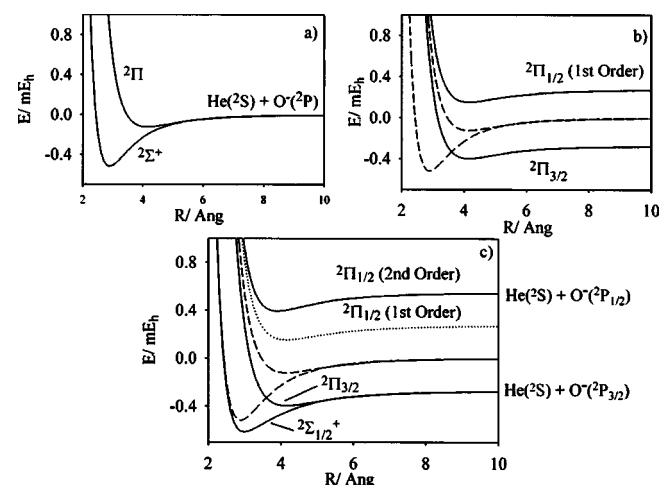 a)
E/ mE_h
0.8
0.4
0.0
-0.4
²Π
He(²S) + O⁻(²P)
²Σ⁺
2 4 6 8 10
R/ Ang
b)
E/ mE_h
0.8
0.4
0.0
-0.4
²Π₁/₂ (1st Order)
²Π₃/₂
2 4 6 8 10
R/ Ang
c)
E/ mE_h
0.8
0.4
0.0
-0.4
²Π₁/₂ (2nd Order)
He(²S) + O⁻(²P₁/₂)
²Π₁/₂ (1st Order)
²Π₃/₂
He(²S) + O⁻(²P₃/₂)
²Σ₁/₂⁺
2 4 6 8 10
R/ Ang